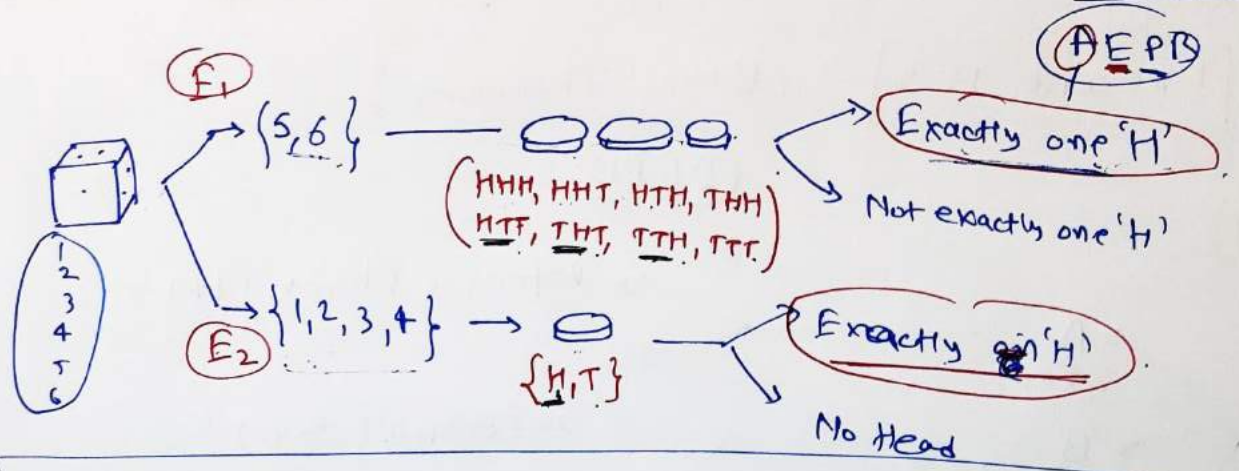 A E P B
E₁
{5,6}
Exactly one 'H'
(HHH, HHT, HTH, THH
HTT, THT, TTH, TTT)
Not exactly one 'H'
1
2
3
4
5
6
E₂
{1,2,3,4}
{H,T}
Exactly 'H'
No Head